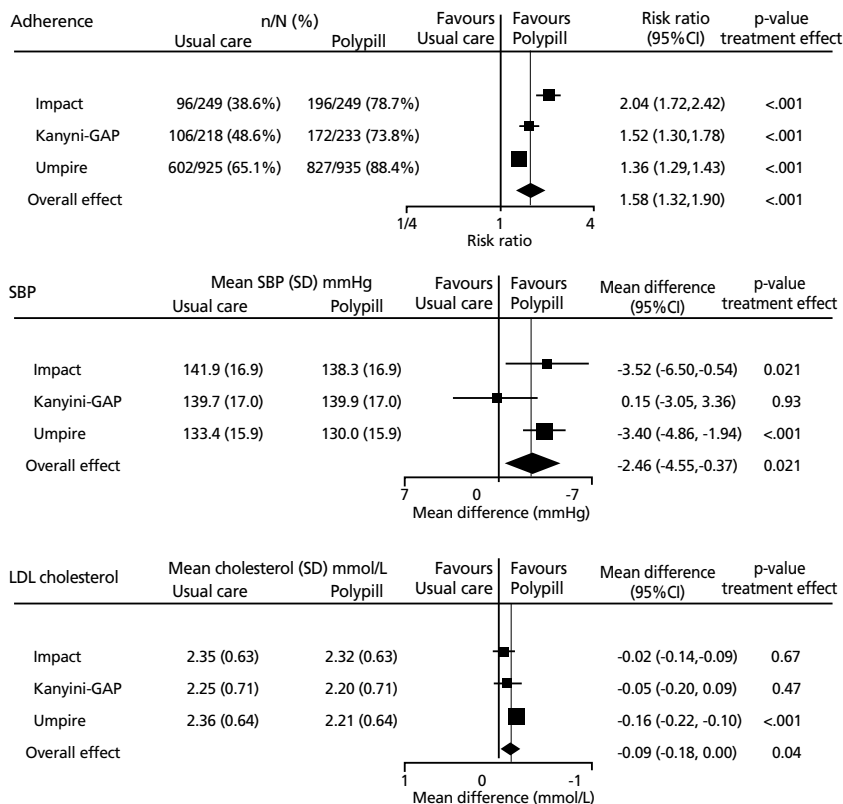 Adherence n/N (%) Favours Favours Risk ratio p-value
Usual care Polypill Usual care Polypill (95%CI) treatment effect
Impact 96/249 (38.6%) 196/249 (78.7%) 2.04 (1.72,2.42) <.001
Kanyni-GAP 106/218 (48.6%) 172/233 (73.8%) 1.52 (1.30,1.78) <.001
Umpire 602/925 (65.1%) 827/935 (88.4%) 1.36 (1.29,1.43) <.001
Overall effect 1.58 (1.32,1.90) <.001
1/4 1 4
Risk ratio
SBP Mean SBP (SD) mmHg Favours Favours Mean difference p-value
Usual care Polypill Usual care Polypill (95%CI) treatment effect
Impact 141.9 (16.9) 138.3 (16.9) -3.52 (-6.50,-0.54) 0.021
Kanyini-GAP 139.7 (17.0) 139.9 (17.0) 0.15 (-3.05, 3.36) 0.93
Umpire 133.4 (15.9) 130.0 (15.9) -3.40 (-4.86, -1.94) <.001
Overall effect -2.46 (-4.55,-0.37) 0.021
7 0 -7
Mean difference (mmHg)
LDL cholesterol Mean cholesterol (SD) mmol/L Favours Favours Mean difference p-value
Usual care Polypill Usual care Polypill (95%CI) treatment effect
Impact 2.35 (0.63) 2.32 (0.63) -0.02 (-0.14,-0.09) 0.67
Kanyini-GAP 2.25 (0.71) 2.20 (0.71) -0.05 (-0.20, 0.09) 0.47
Umpire 2.36 (0.64) 2.21 (0.64) -0.16 (-0.22, -0.10) <.001
Overall effect -0.09 (-0.18, 0.00) 0.04
1 0 -1
Mean difference (mmol/L)